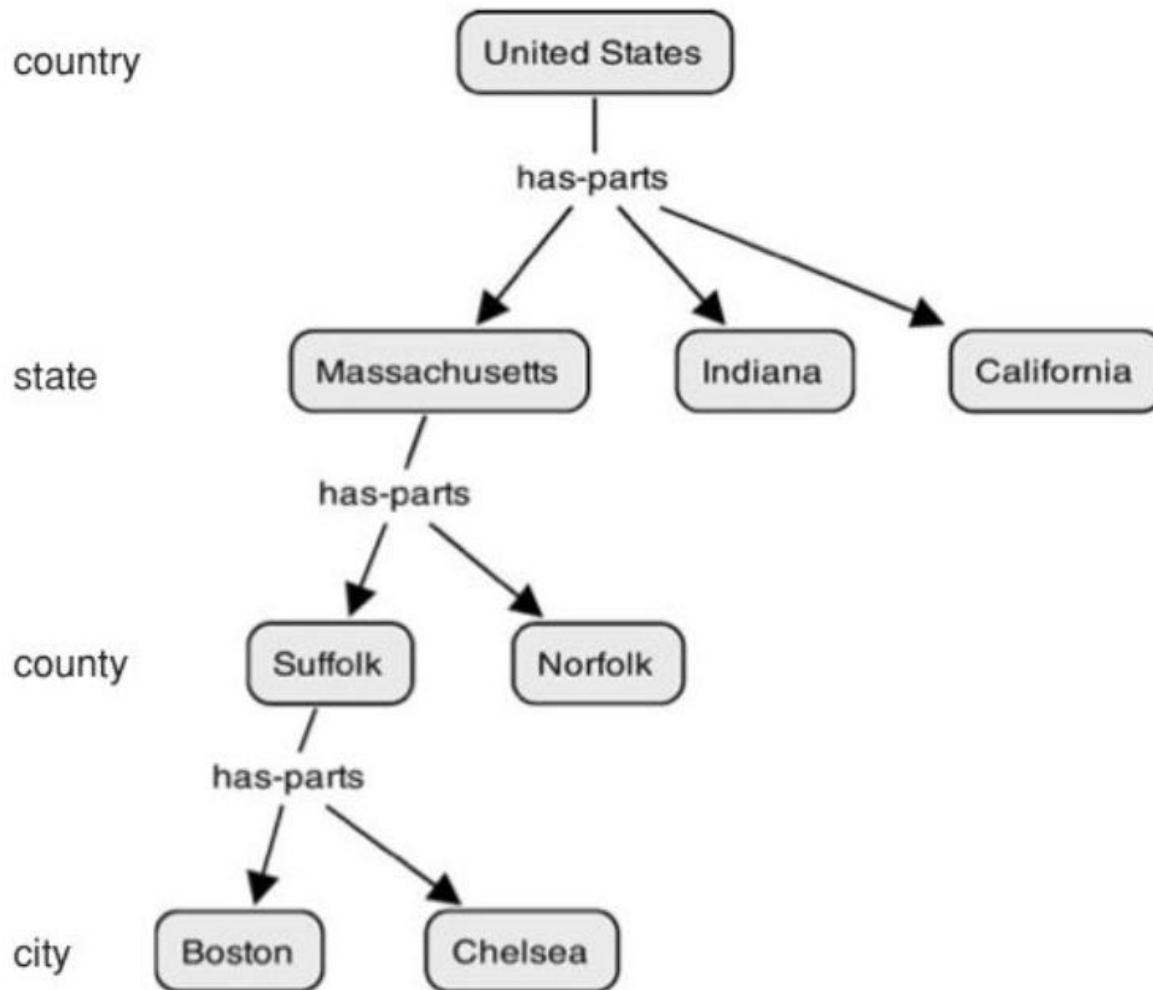 country
United States
has-parts
state
Massachusetts
Indiana
California
has-parts
county
Suffolk
Norfolk
has-parts
city
Boston
Chelsea